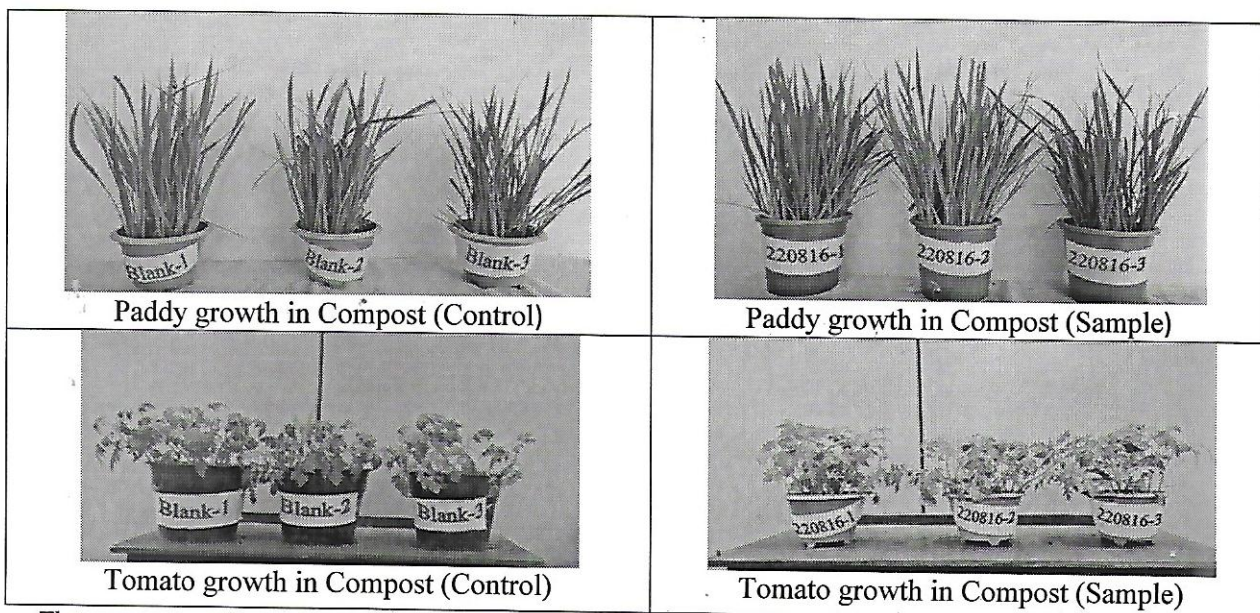 Blank-1
Blank-2
Blank-3
220816-1
220816-2
220816-3
Paddy growth in Compost (Control)
Paddy growth in Compost (Sample)
Blank-1
Blank-2
Blank-3
220816-1
220816-2
220816-3
Tomato growth in Compost (Control)
Tomato growth in Compost (Sample)